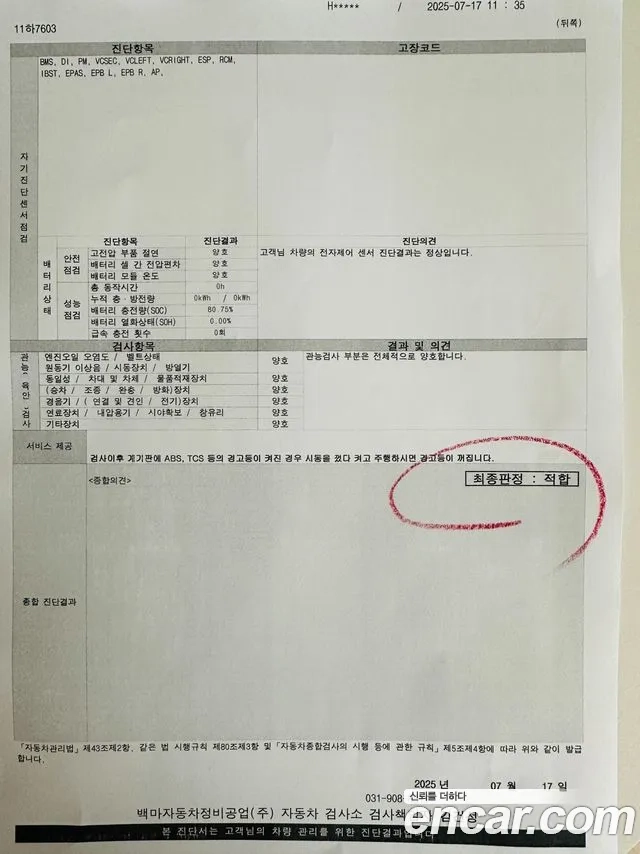 H***** / 2025-07-17 11 : 35
11하7603
(뒤쪽)
진단항목 고장코드
자기진단센서점검
BMS, DI, PM, VCSEC, VCLEFT, VCRIGHT, ESP, RCM,
IBST, EPAS, EPB L, EPB R, AP,
배터리상태
진단항목 진단결과 진단의견
안전점검
고전압 부품 절연 양호
고객님 차량의 전자제어 센서 진단결과는 정상입니다.
배터리 셀 간 전압편차 양호
배터리 모듈 온도 양호
성능점검
총 동작시간 0h
누적 충·방전량 0kWh / 0kWh
배터리 충전량(SOC) 80.75%
배터리 열화상태(SOH) 0.00%
급속 충전 횟수 0회
검사항목 결과 및 의견
관능(육안)검사
엔진오일 오염도 / 벨트상태
원동기 이상음 / 시동장치 / 방열기 양호
관능검사 부분은 전체적으로 양호합니다.
동일성 / 차대 및 차체 / 물품적재장치 양호
(승차 / 조종 / 완충 / 방화)장치 양호
경음기 / ( 연결 및 견인 / 전기)장치 양호
연료장치 / 내압용기 / 시야확보 / 창유리 양호
기타장치 양호
서비스 제공
검사이후 계기판에 ABS, TCS 등의 경고등이 켜진 경우 시동을 껐다 켜고 주행하시면 경고등이 꺼집니다.
종합 진단결과
<종합의견>
최종판정 : 적합
「자동차관리법」 제43조제2항, 같은 법 시행규칙 제80조제3항 및 「자동차종합검사의 시행 등에 관한 규칙」 제5조제4항에 따라 위와 같이 발급
합니다.
2025 년 07 월 17 일
031-908-
신뢰를 더하다
백마자동차정비공업(주) 자동차 검사소 검사책
encar.com
본 진단서는 고객님의 차량 관리를 위한 진단결과입니다